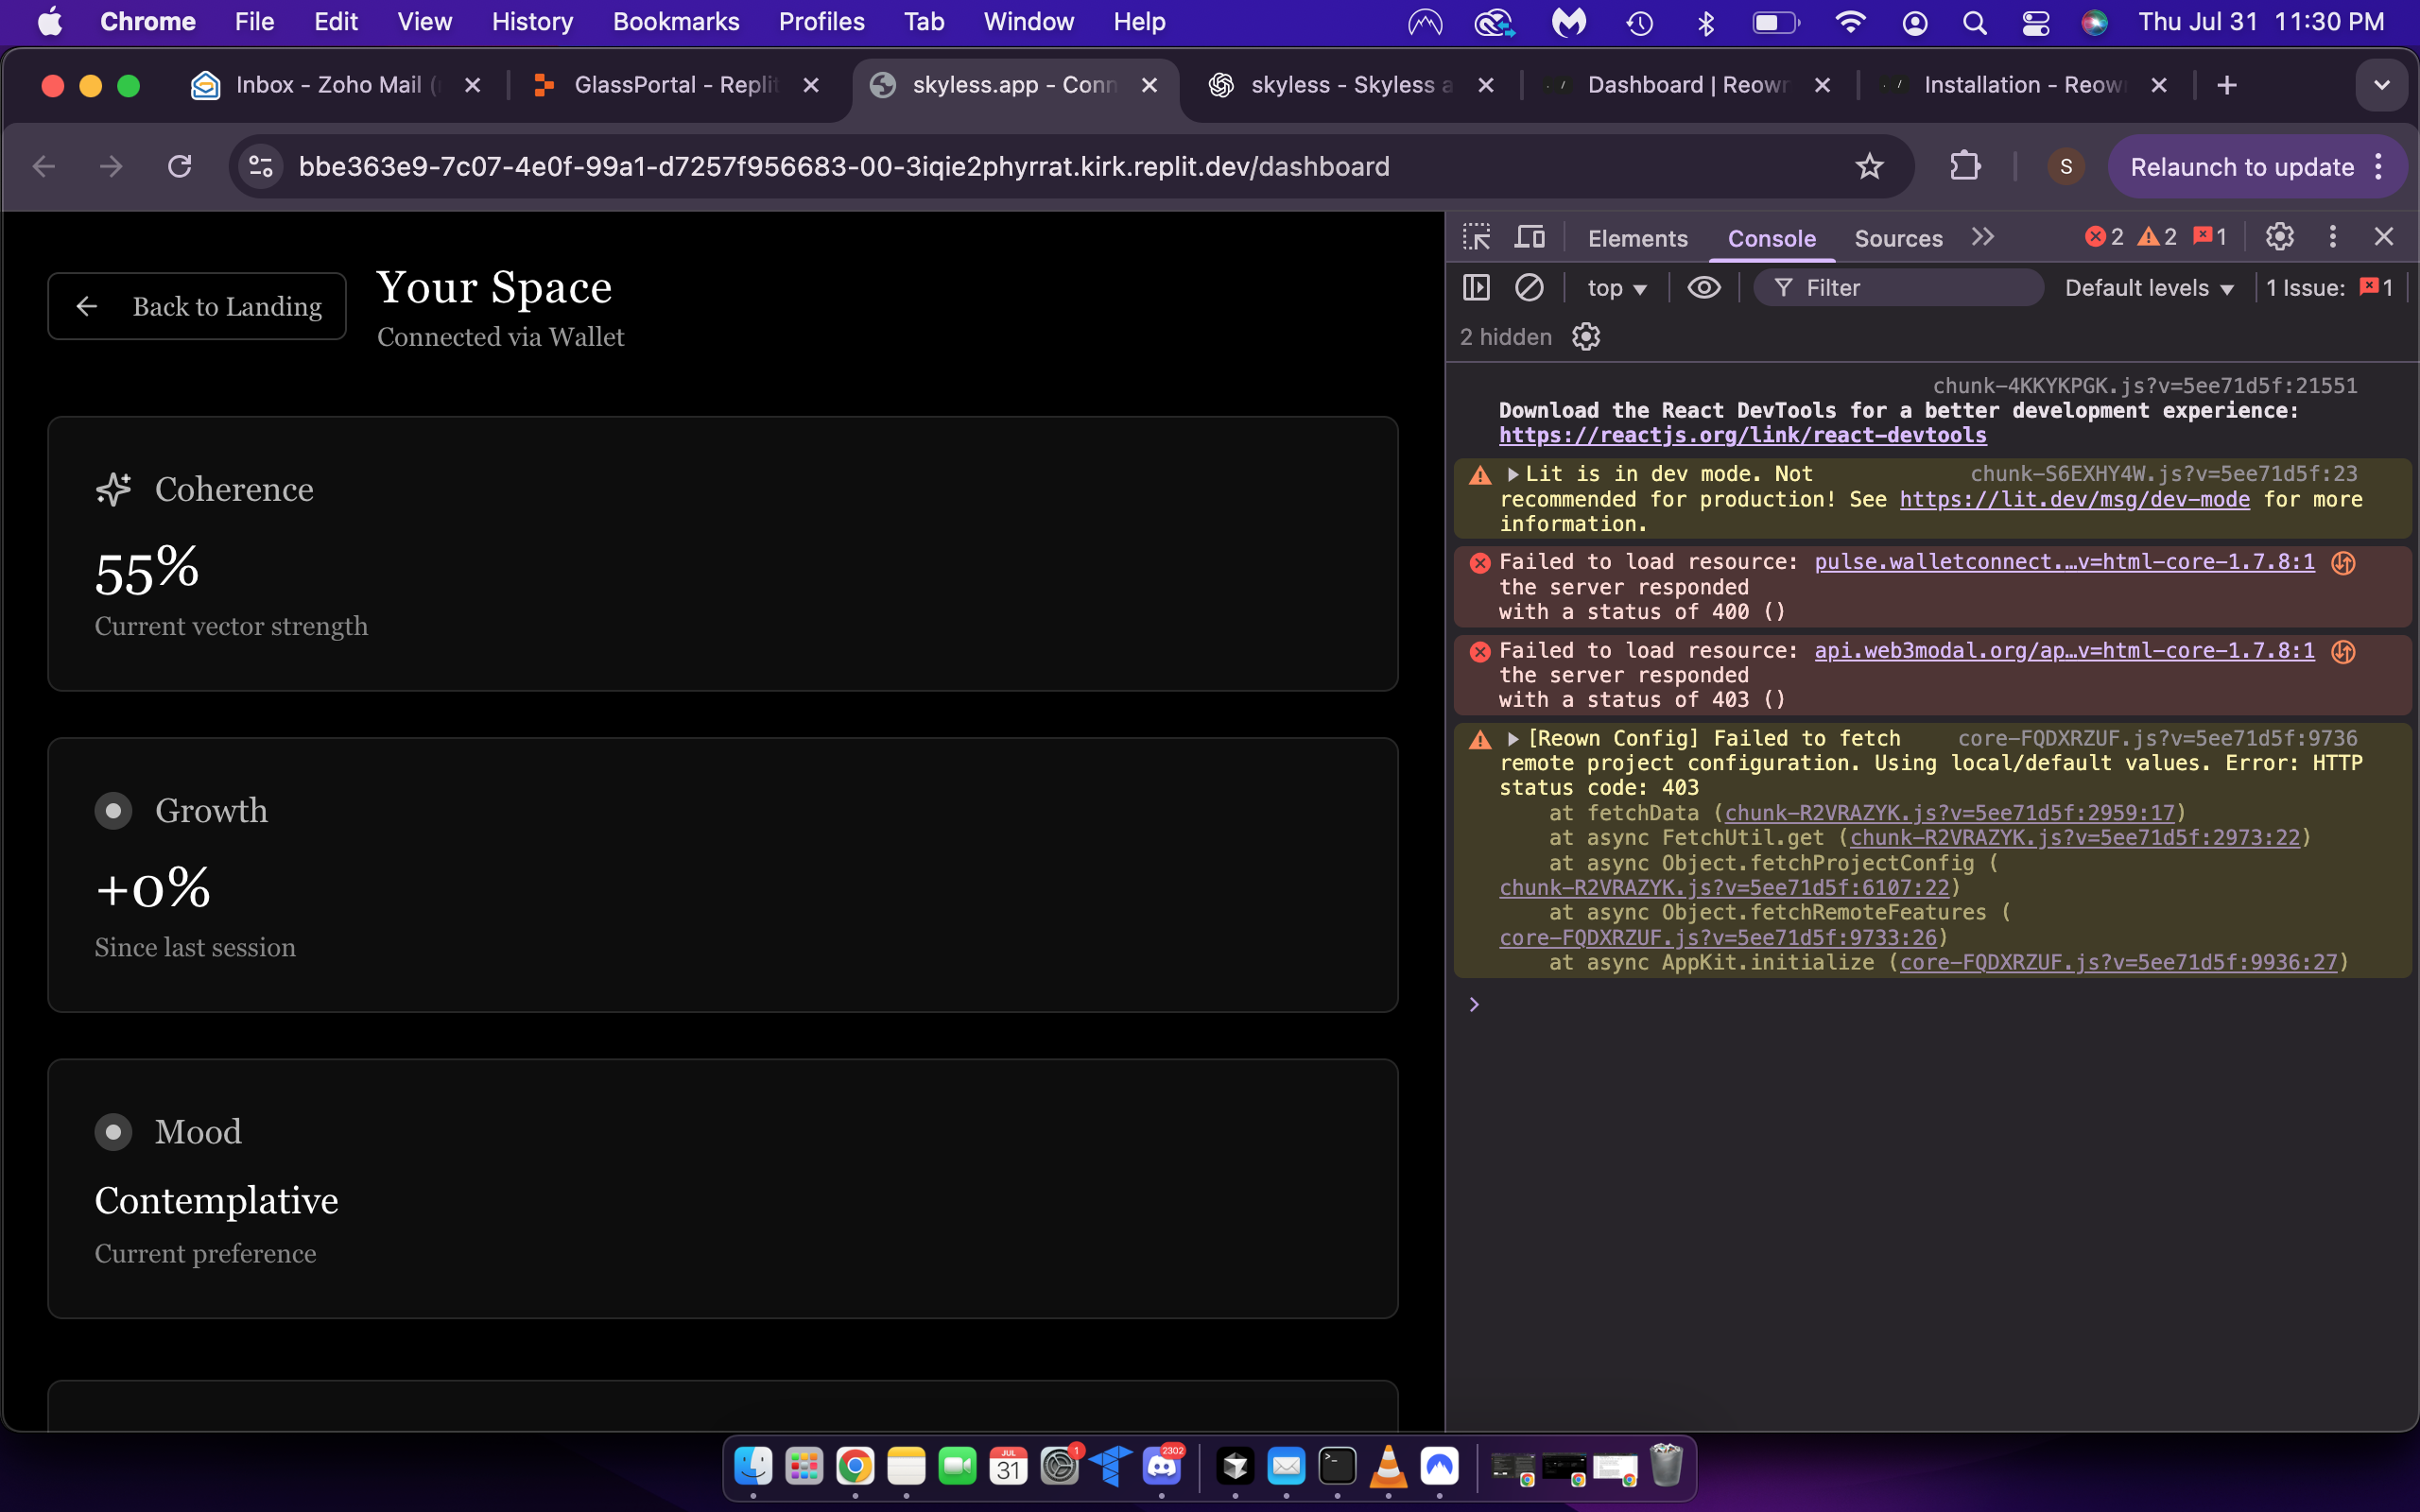 Chrome File Edit View History Bookmarks Profiles Tab Window Help Thu Jul 31 11:30 PM
Inbox - Zoho Mail ( GlassPortal - Replit skyless.app - Conn skyless - Skyless a Dashboard | Reown Installation - Reow
bbe363e9-7c07-4e0f-99a1-d7257f956683-00-3iqie2phyrrat.kirk.replit.dev/dashboard S Relaunch to update
Back to Landing
Your Space
Connected via Wallet
Coherence
55%
Current vector strength
Growth
+0%
Since last session
Mood
Contemplative
Current preference
Elements Console Sources 2 2 1
top Filter Default levels 1 Issue: 1
2 hidden
chunk-4KKYKPGK.js?v=5ee71d5f:21551
Download the React DevTools for a better development experience:
https://reactjs.org/link/react-devtools
Lit is in dev mode. Not chunk-S6EXHY4W.js?v=5ee71d5f:23
recommended for production! See https://lit.dev/msg/dev-mode for more
information.
Failed to load resource: pulse.walletconnect.…v=html-core-1.7.8:1
the server responded
with a status of 400 ()
Failed to load resource: api.web3modal.org/ap…v=html-core-1.7.8:1
the server responded
with a status of 403 ()
[Reown Config] Failed to fetch core-FQDXRZUF.js?v=5ee71d5f:9736
remote project configuration. Using local/default values. Error: HTTP
status code: 403
at fetchData (chunk-R2VRAZYK.js?v=5ee71d5f:2959:17)
at async FetchUtil.get (chunk-R2VRAZYK.js?v=5ee71d5f:2973:22)
at async Object.fetchProjectConfig (
chunk-R2VRAZYK.js?v=5ee71d5f:6107:22)
at async Object.fetchRemoteFeatures (
core-FQDXRZUF.js?v=5ee71d5f:9733:26)
at async AppKit.initialize (core-FQDXRZUF.js?v=5ee71d5f:9936:27)
JUL
31
1
2302